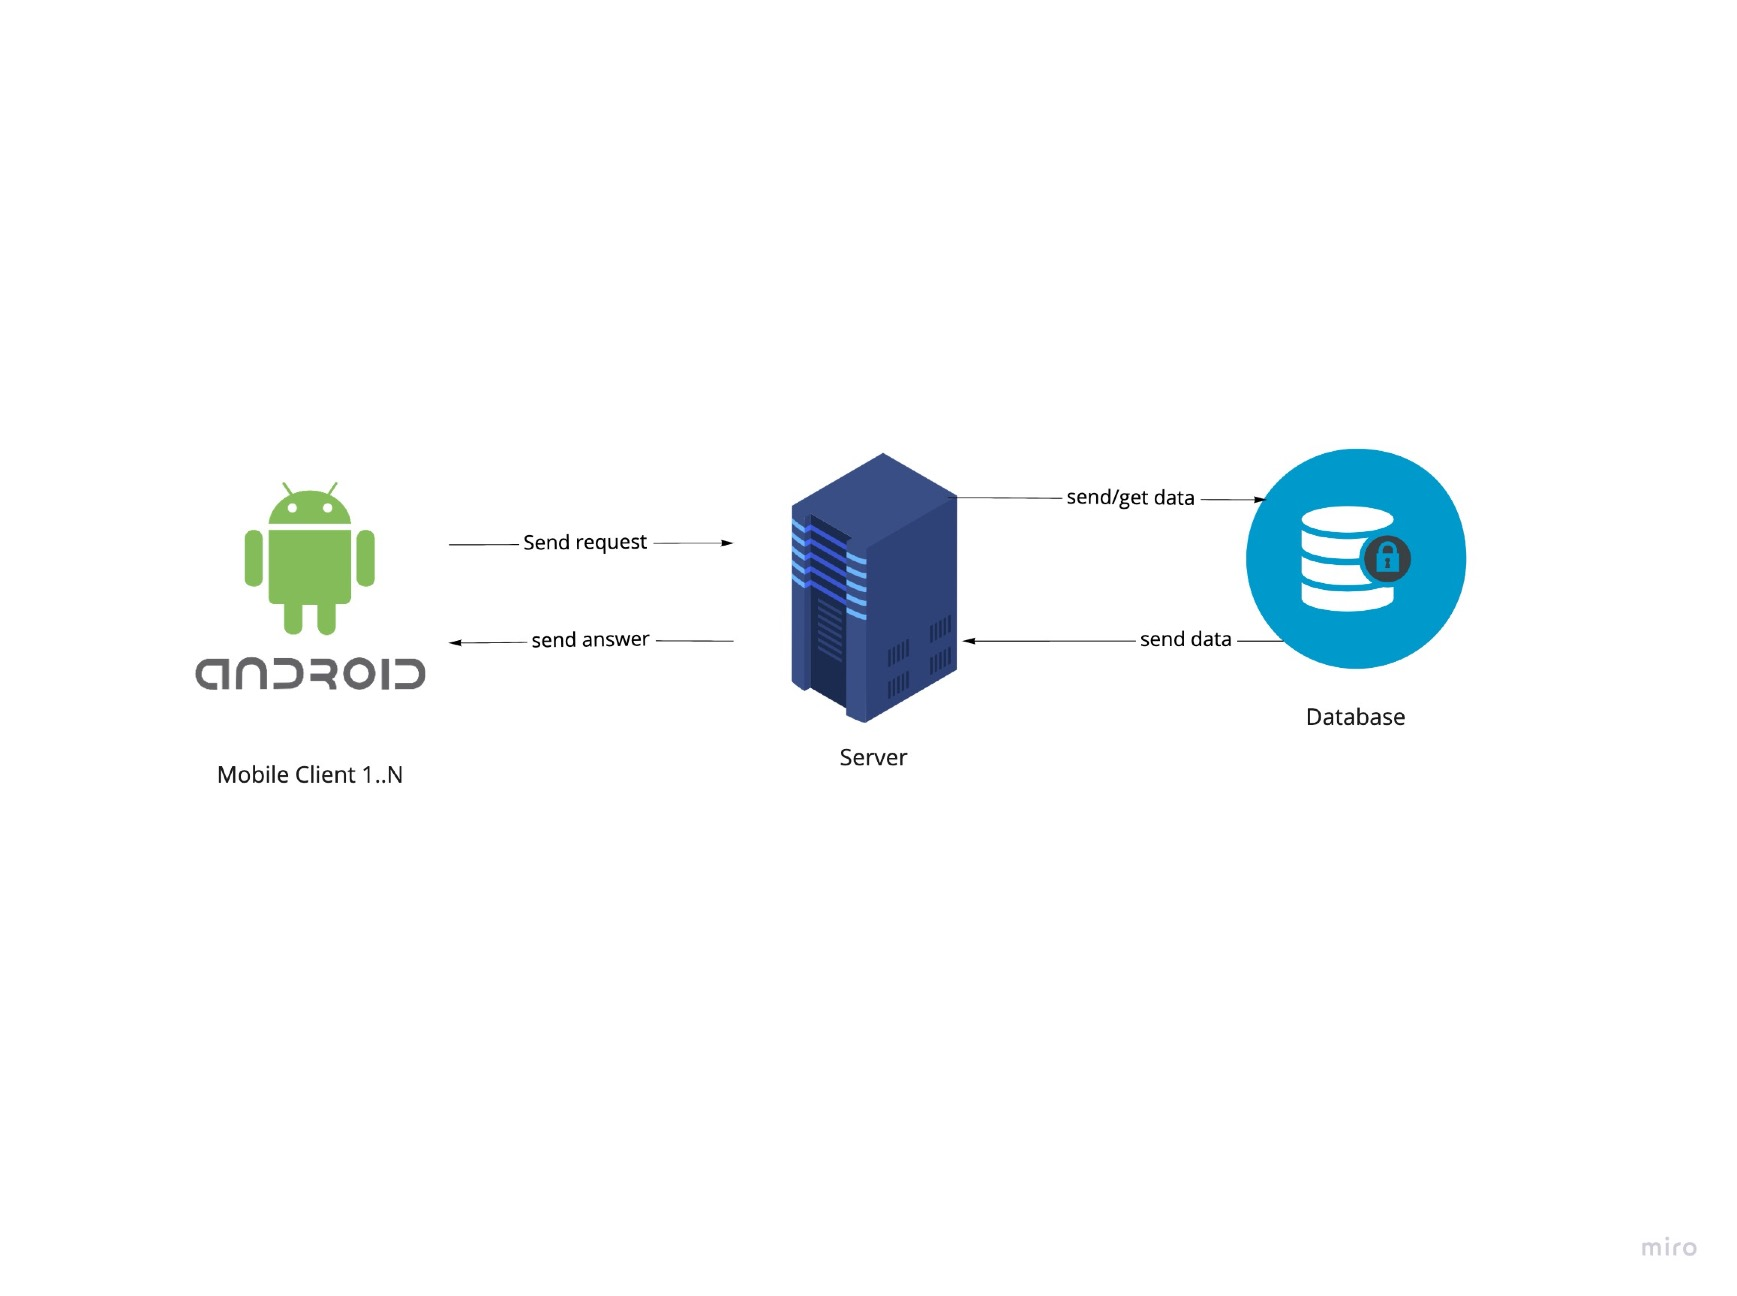 Send request
send/get data
send answer
send data
ANDROID
Database
Server
Mobile Client 1..N
miro